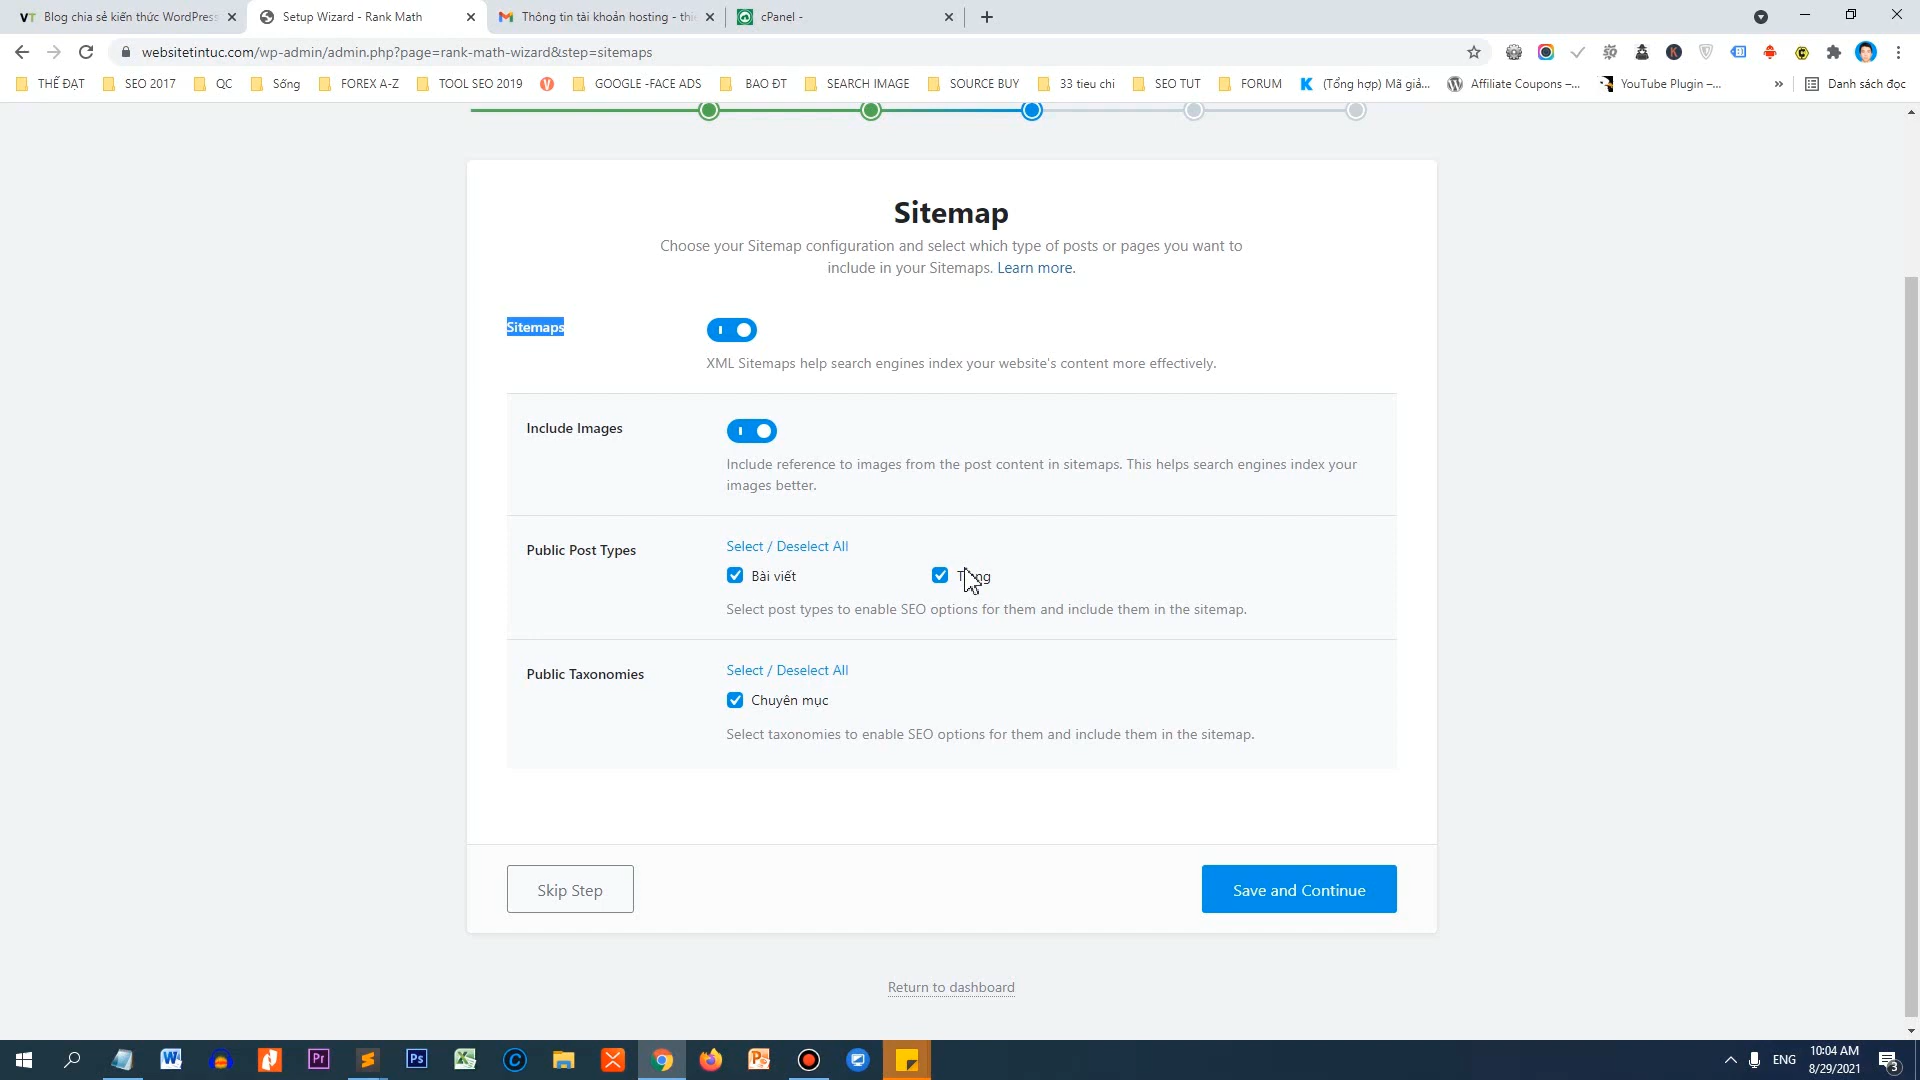 Blog chia sẻ kiến thức WordPress
Setup Wizard - Rank Math
Thông tin tài khoản hosting - thi
cPanel -
websitetintuc.com/wp-admin/admin.php?page=rank-math-wizard&step=sitemaps
THẾ ĐẠT
SEO 2017
QC
Sống
FOREX A-Z
TOOL SEO 2019
GOOGLE -FACE ADS
BAO ĐT
SEARCH IMAGE
SOURCE BUY
33 tieu chi
SEO TUT
FORUM
(Tổng hợp) Mã giả...
Affiliate Coupons –...
YouTube Plugin –...
»
Danh sách đọc
Sitemap
Choose your Sitemap configuration and select which type of posts or pages you want to
include in your Sitemaps. Learn more.
Sitemaps
XML Sitemaps help search engines index your website's content more effectively.
Include Images
Include reference to images from the post content in sitemaps. This helps search engines index your
images better.
Public Post Types
Select / Deselect All
Bài viết
Select post types to enable SEO options for them and include them in the sitemap.
Public Taxonomies
Select / Deselect All
Chuyên mục
Select taxonomies to enable SEO options for them and include them in the sitemap.
Skip Step
Save and Continue
Return to dashboard
ENG
10:04 AM
8/29/2021
3